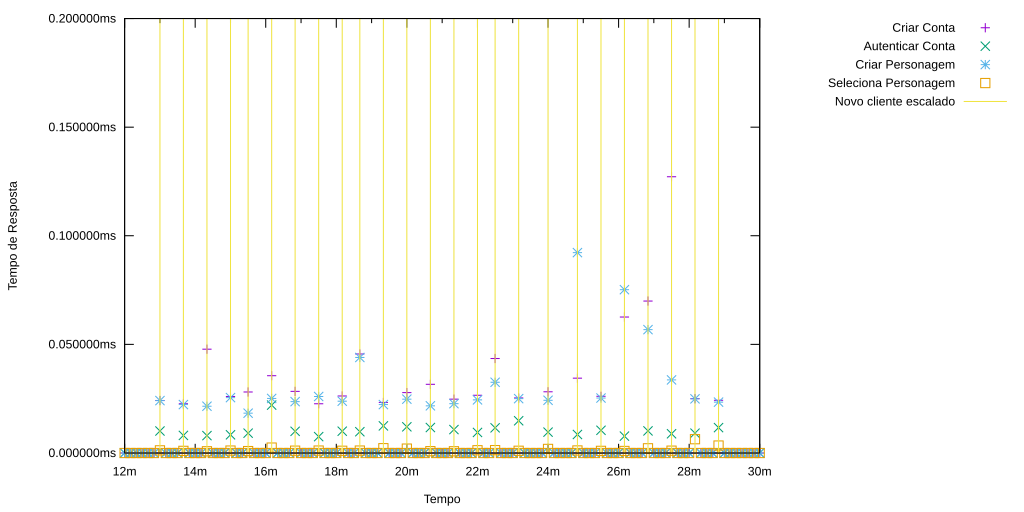 0.200000ms
0.150000ms
0.100000ms
0.050000ms
0.000000ms
12m 14m 16m 18m 20m 22m 24m 26m 28m 30m
Tempo de Resposta
Tempo
Criar Conta
Autenticar Conta
Criar Personagem
Seleciona Personagem
Novo cliente escalado